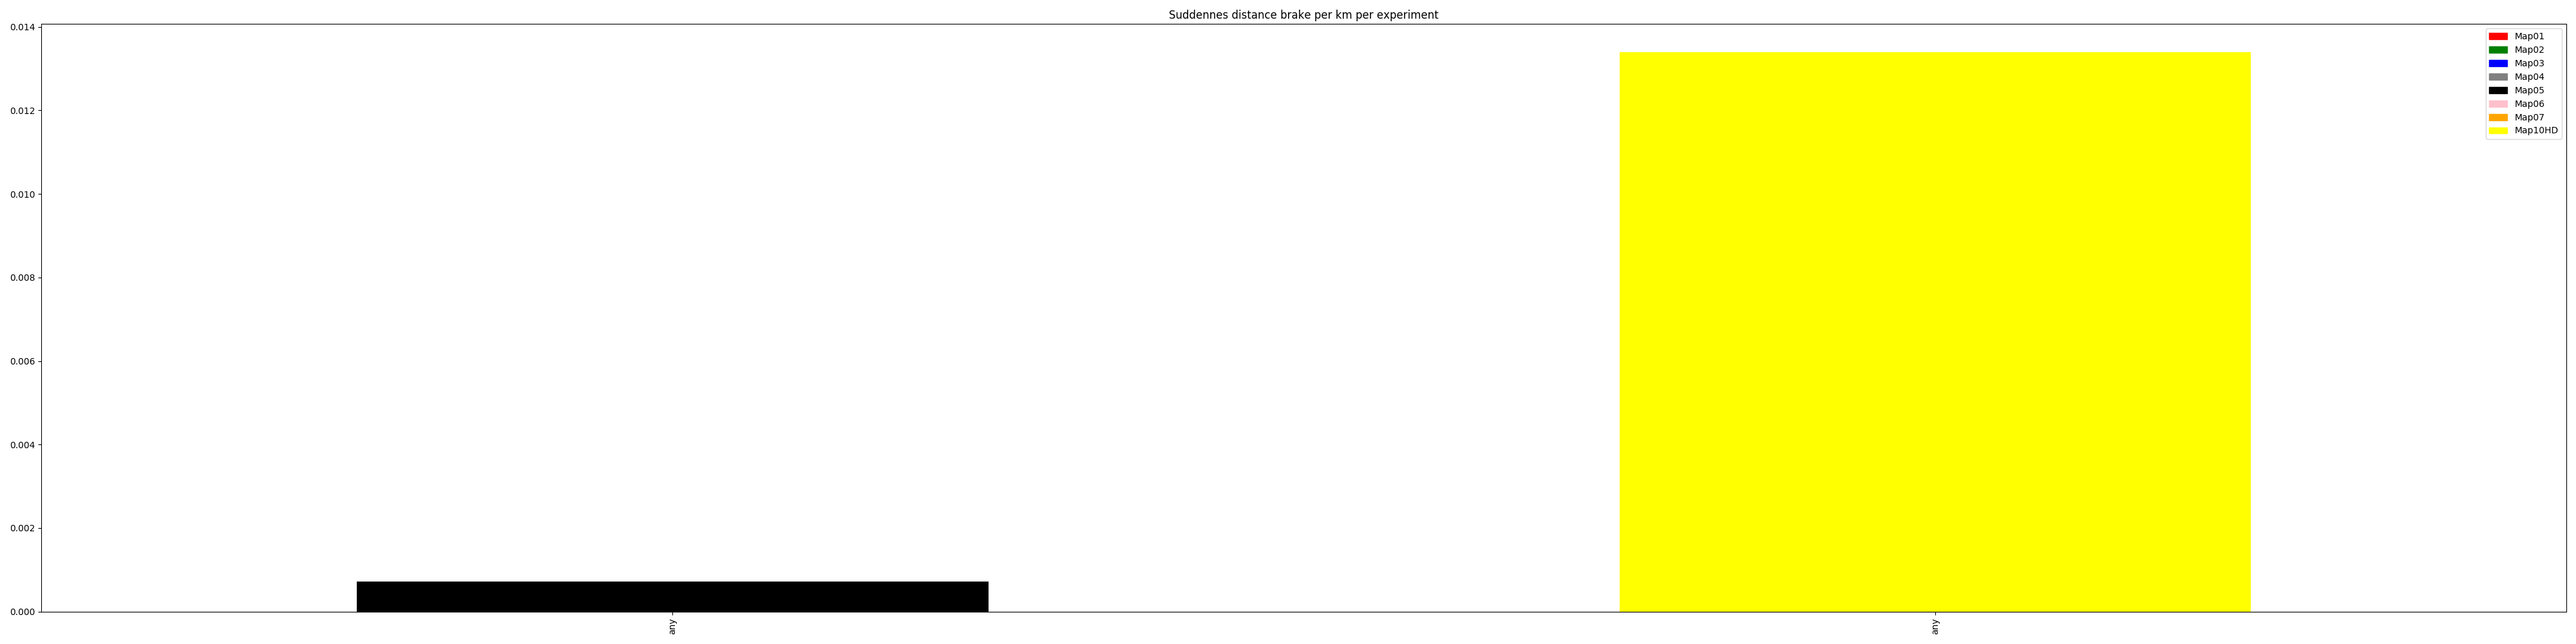 Suddennes distance brake per km per experiment
0.014
0.012
0.010
0.008
0.006
0.004
0.002
0.000
any
any
Map01
Map02
Map03
Map04
Map05
Map06
Map07
Map10HD